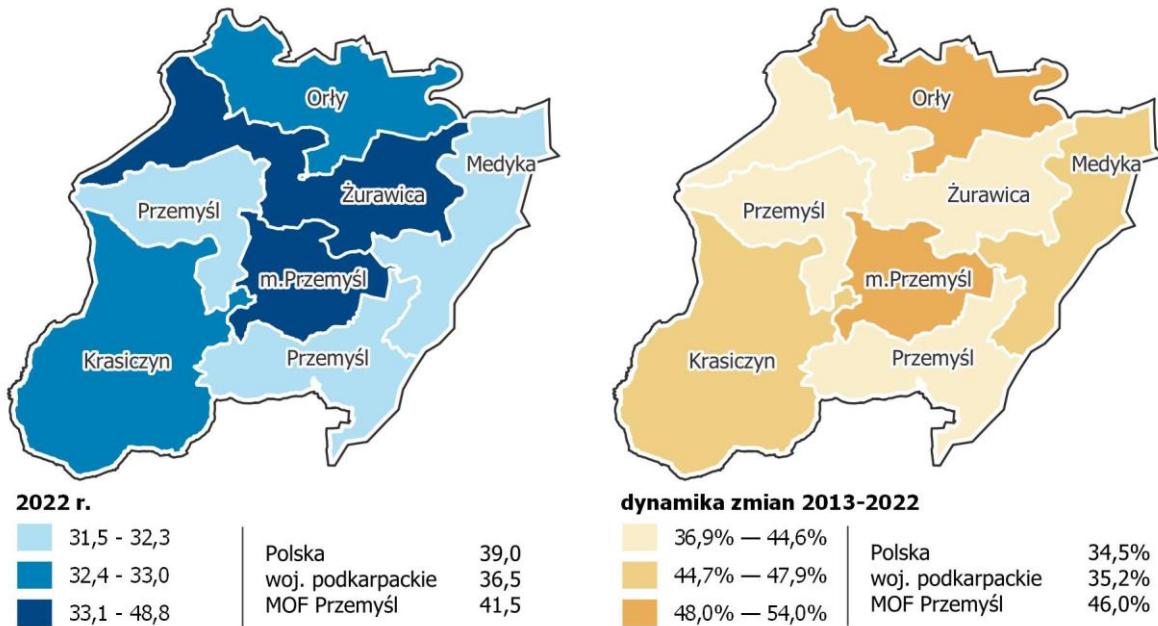 Orły
Medyka
Żurawica
Przemyśl
m.Przemyśl
Krasiczyn
Przemyśl
2022 r.
31,5 - 32,3
32,4 - 33,0
33,1 - 48,8
Polska 39,0
woj. podkarpackie 36,5
MOF Przemyśl 41,5
Orły
Medyka
Żurawica
Przemyśl
m.Przemyśl
Krasiczyn
Przemyśl
dynamika zmian 2013-2022
36,9% — 44,6%
44,7% — 47,9%
48,0% — 54,0%
Polska 34,5%
woj. podkarpackie 35,2%
MOF Przemyśl 46,0%